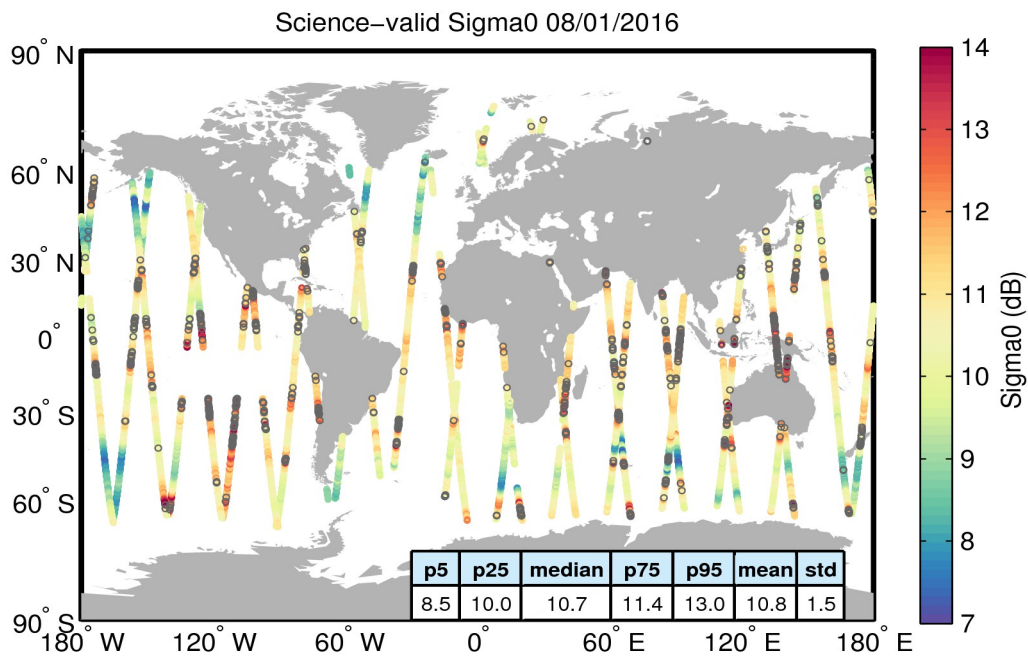 Science−valid Sigma0 08/01/2016
90° N
60° N
30° N
0°
30° S
60° S
90° S
180° W
120° W
60° W
0°
60° E
120° E
180° E
p5 p25 median p75 p95 mean std
8.5 10.0 10.7 11.4 13.0 10.8 1.5
14
13
12
11
10
9
8
7
Sigma0 (dB)